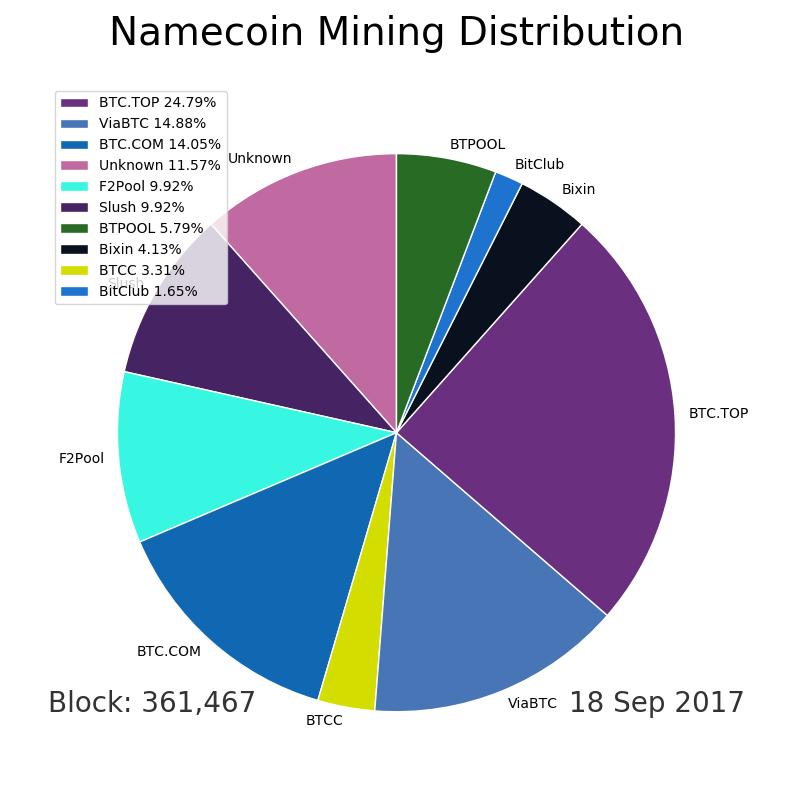 Namecoin Mining Distribution
BTC.TOP 24.79%
ViaBTC 14.88%
BTC.COM 14.05%
Unknown 11.57%
F2Pool 9.92%
Slush 9.92%
BTPOOL 5.79%
Bixin 4.13%
BTCC 3.31%
BitClub 1.65%
BTPOOL
Unknown
BitClub
Bixin
Slush
BTC.TOP
F2Pool
BTC.COM
Block: 361,467
ViaBTC
18 Sep 2017
BTCC